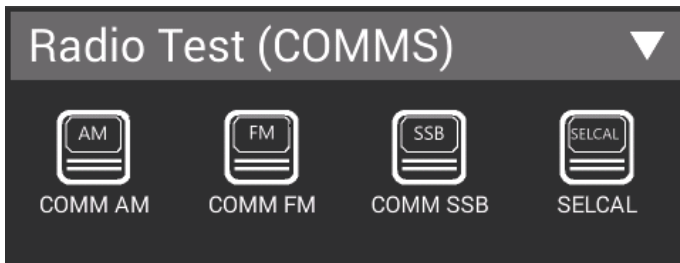 Radio Test (COMMS)
AM FM SSB SELCAL
COMM AM COMM FM COMM SSB SELCAL